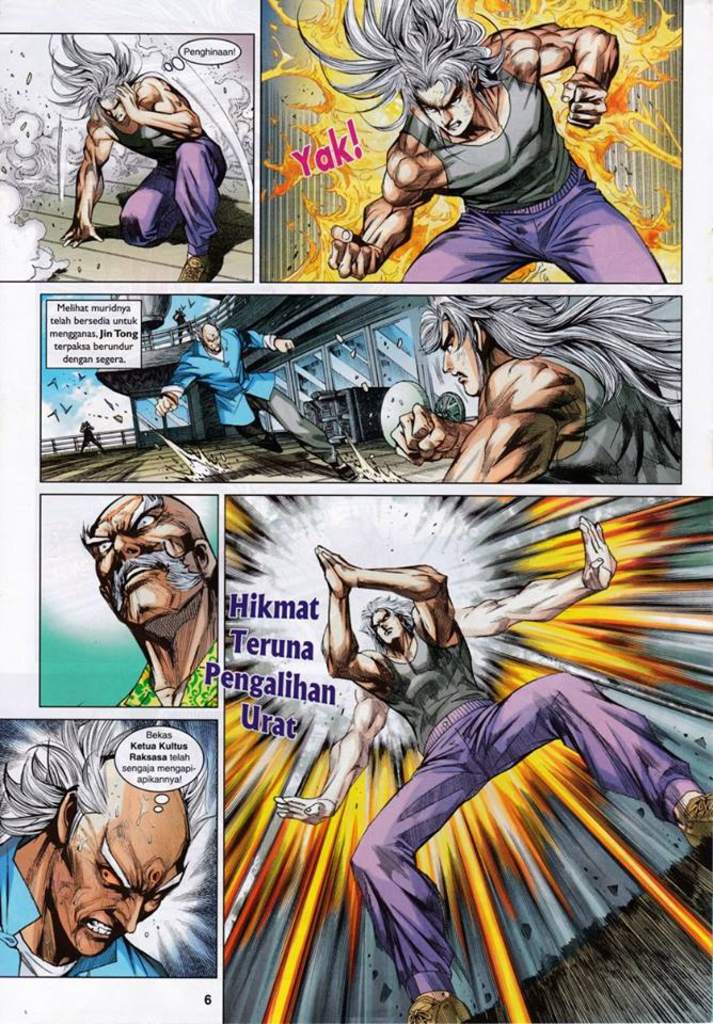 Penghinaan!
Yak!
Melihat muridnya
telah bersedia untuk
mengganas, Jin Tong
terpaksa berundur
dengan segera.
Hikmat
Teruna
Pengalihan
Urat
Bekas
Ketua Kultus
Raksasa telah
sengaja mengapi-
apikannya!
6